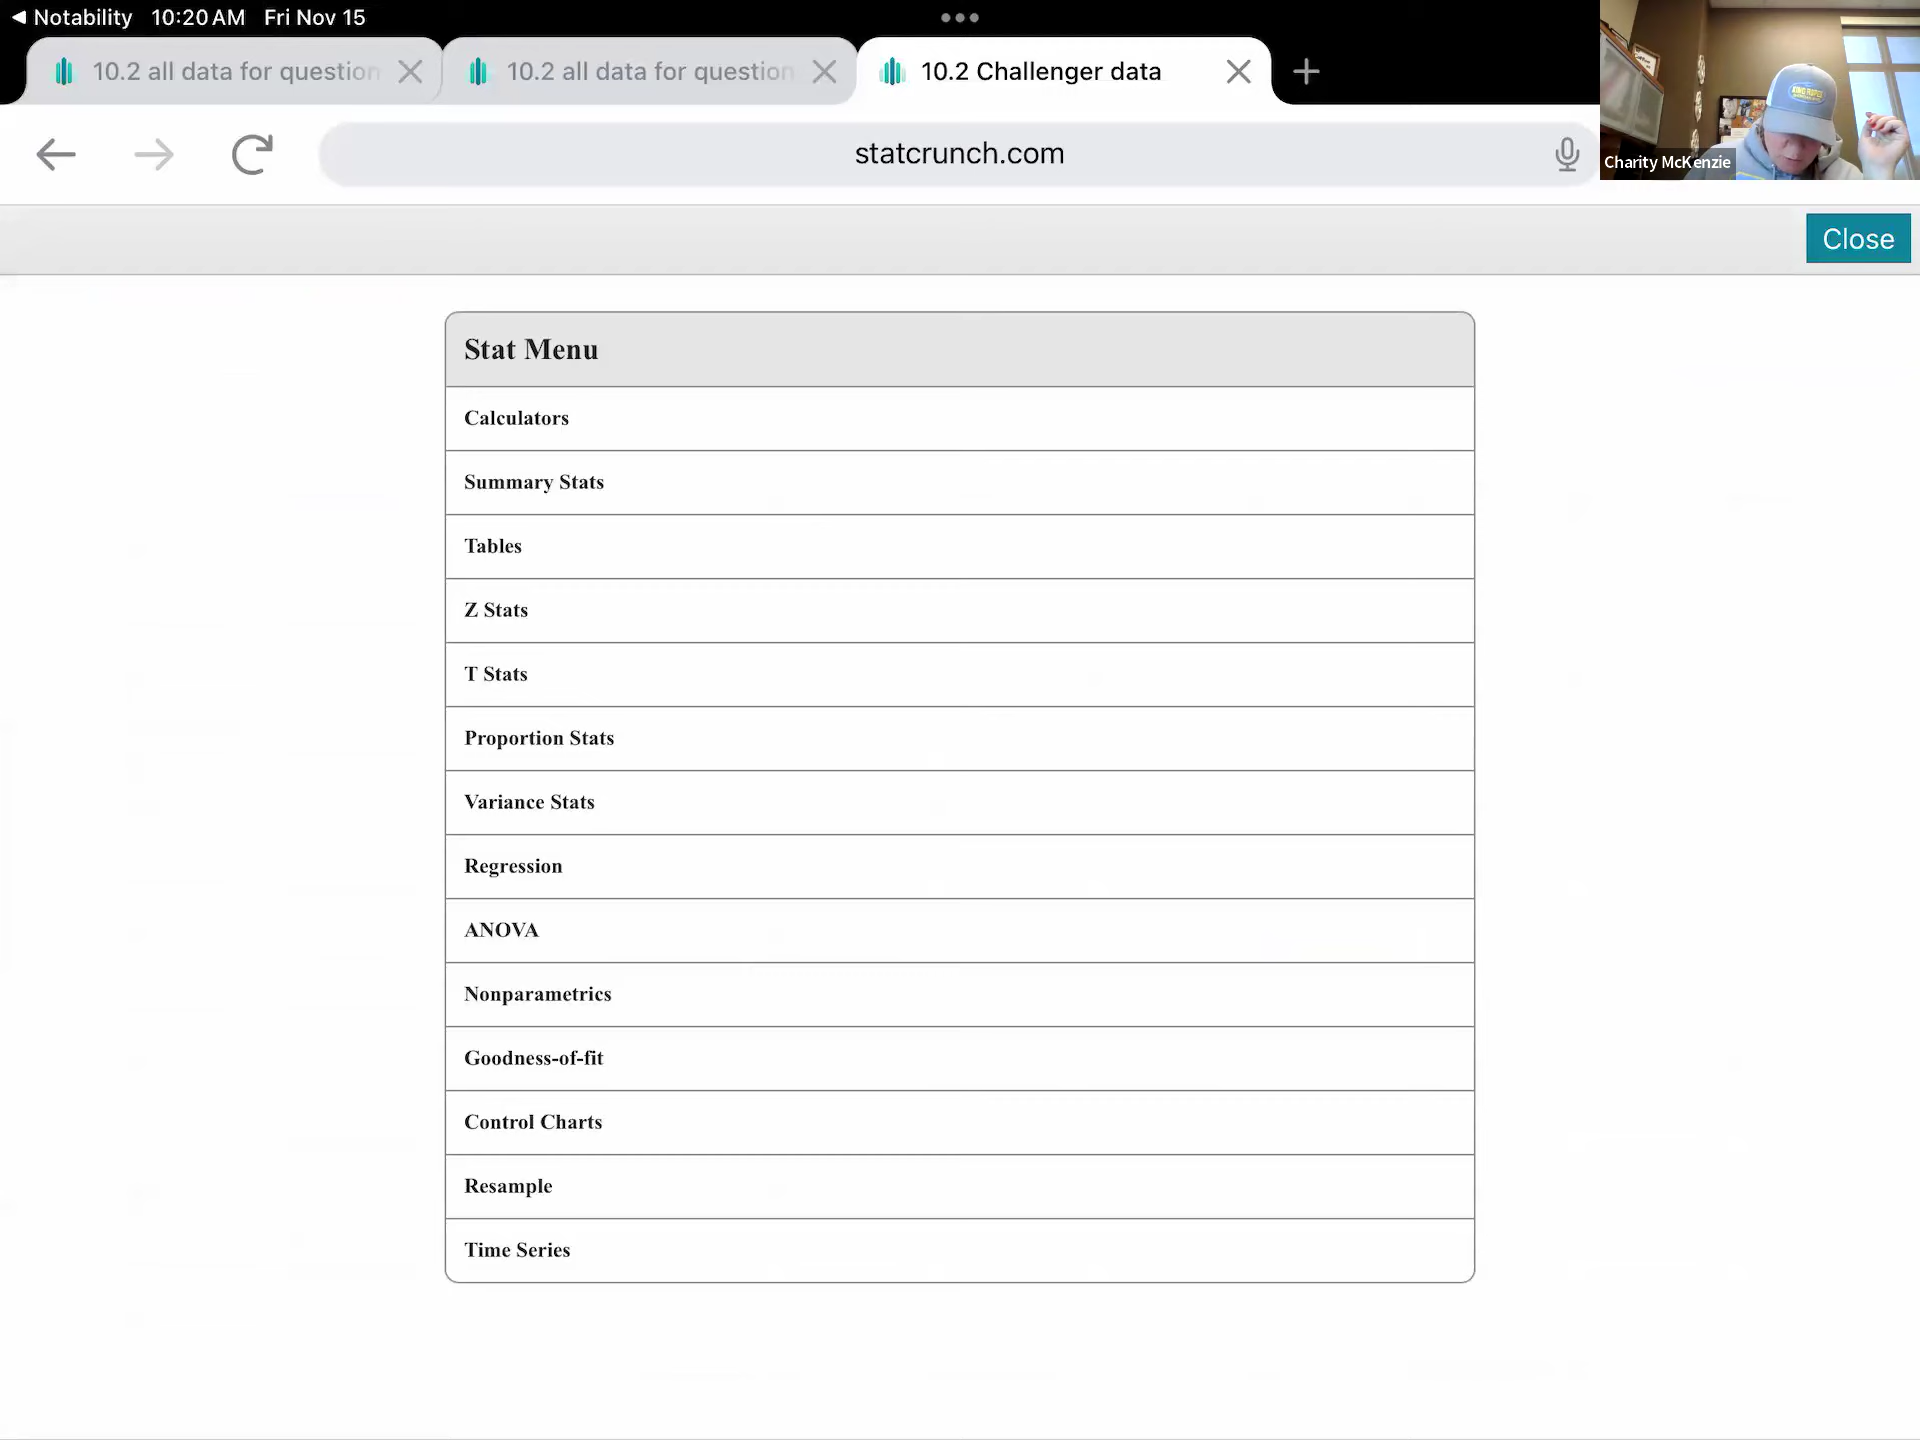 Notability 10:20 AM Fri Nov 15
10.2 all data for question
10.2 all data for question
10.2 Challenger data
statcrunch.com
Charity McKenzie
Close
Stat Menu
Calculators
Summary Stats
Tables
Z Stats
T Stats
Proportion Stats
Variance Stats
Regression
ANOVA
Nonparametrics
Goodness-of-fit
Control Charts
Resample
Time Series